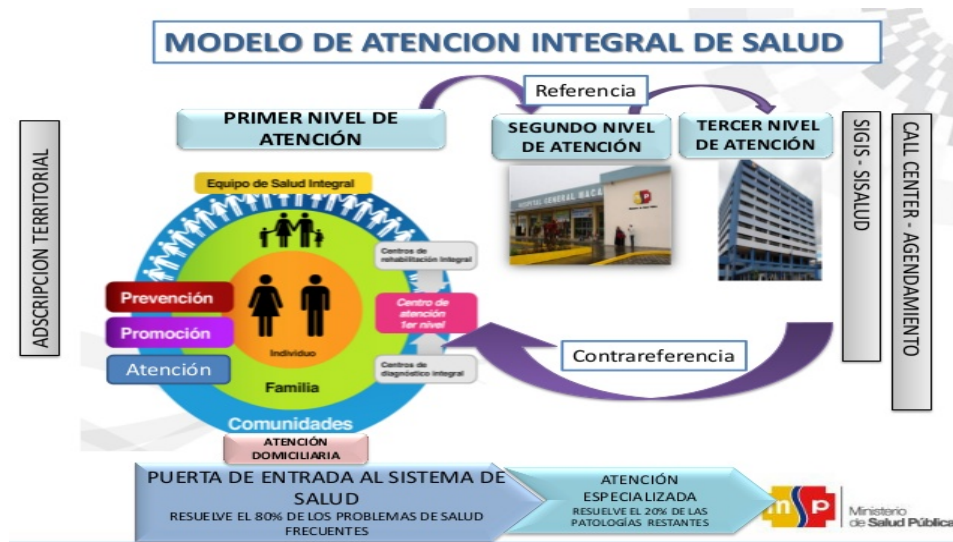 MODELO DE ATENCION INTEGRAL DE SALUD
Referencia
PRIMER NIVEL DE
ATENCIÓN
SEGUNDO NIVEL
DE ATENCIÓN
TERCER NIVEL
DE ATENCIÓN
ADSCRIPCION TERRITORIAL
SIGIS - SISALUD
CALL CENTER - AGENDAMIENTO
Equipo de Salud Integral
HOSPITAL GENERAL MACAS
Centros de
rehabilitación Integral
Prevención
Promoción
Atención
Centro de
atención
1er nivel
Individuo
Centros de
diagnóstico integral
Familia
Comunidades
Contrareferencia
ATENCIÓN
DOMICILIARIA
PUERTA DE ENTRADA AL SISTEMA DE
SALUD
RESUELVE EL 80% DE LOS PROBLEMAS DE SALUD
FRECUENTES
ATENCIÓN
ESPECIALIZADA
RESUELVE EL 20% DE LAS
PATOLOGÍAS RESTANTES
msp
Ministerio
de Salud Pública